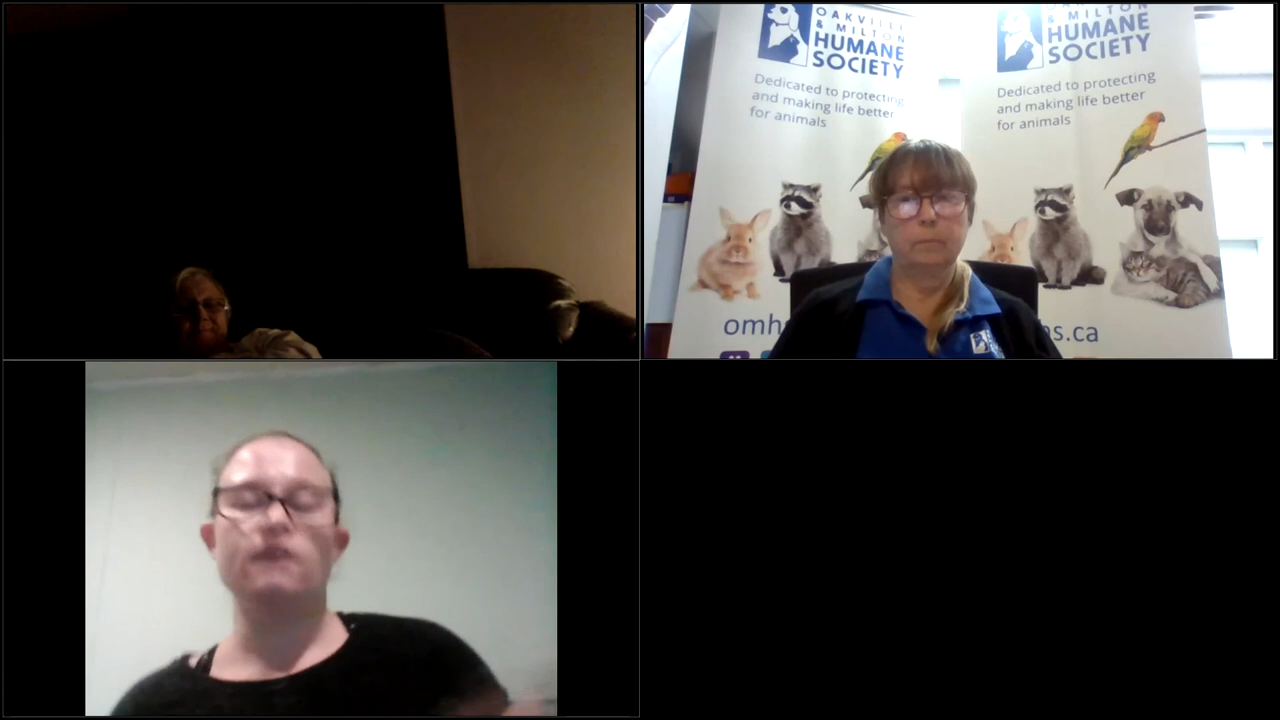 OAKVILLE
& MILTON
HUMANE
SOCIETY
Dedicated to protecting
and making life better
for animals
& MILTON
HUMANE
SOCIETY
Dedicated to protecting
and making life better
for animals
omh
s.ca